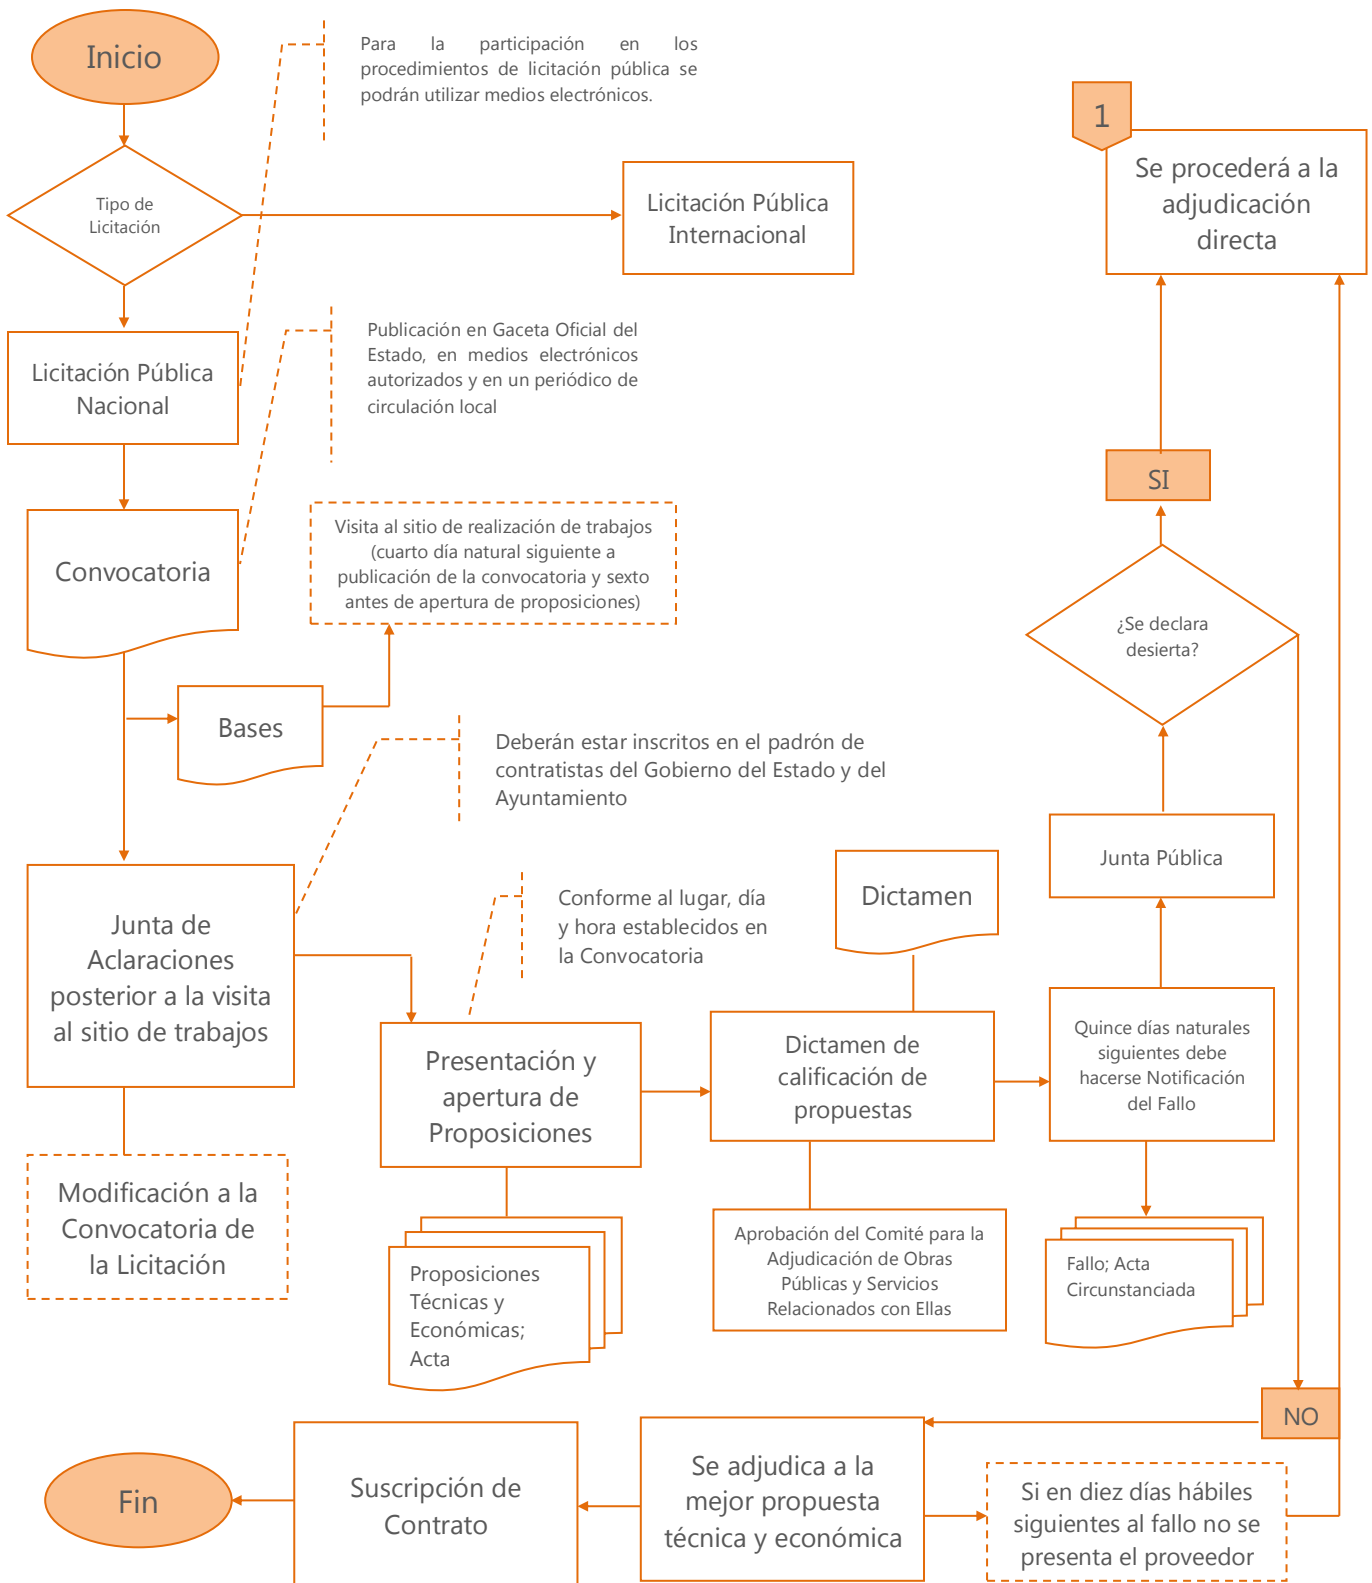 Inicio
Para la participación en los
procedimientos de licitación pública se
podrán utilizar medios electrónicos.
1
Se procederá a la
adjudicación
directa
Tipo de
Licitación
Licitación Pública
Internacional
Licitación Pública
Nacional
Publicación en Gaceta Oficial del
Estado, en medios electrónicos
autorizados y en un periódico de
circulación local
SI
Convocatoria
Visita al sitio de realización de trabajos
(cuarto día natural siguiente a
publicación de la convocatoria y sexto
antes de apertura de proposiciones)
¿Se declara
desierta?
Bases
Deberán estar inscritos en el padrón de
contratistas del Gobierno del Estado y del
Ayuntamiento
Junta Pública
Junta de
Aclaraciones
posterior a la visita
al sitio de trabajos
Conforme al lugar, día
y hora establecidos en
la Convocatoria
Dictamen
Presentación y
apertura de
Proposiciones
Dictamen de
calificación de
propuestas
Quince días naturales
siguientes debe
hacerse Notificación
del Fallo
Modificación a la
Convocatoria de
la Licitación
Proposiciones
Técnicas y
Económicas;
Acta
Aprobación del Comité para la
Adjudicación de Obras
Públicas y Servicios
Relacionados con Ellas
Fallo; Acta
Circunstanciada
NO
Fin
Suscripción de
Contrato
Se adjudica a la
mejor propuesta
técnica y económica
Si en diez días hábiles
siguientes al fallo no se
presenta el proveedor